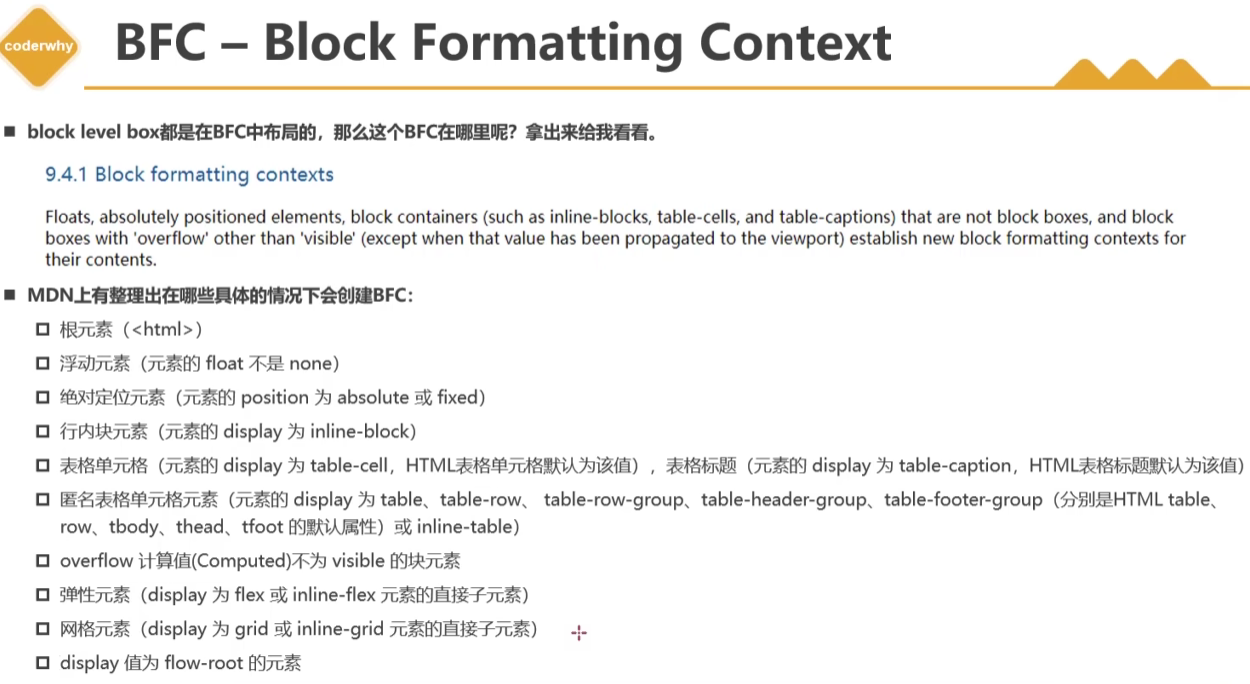 coderwhy
BFC – Block Formatting Context
block level box都是在BFC中布局的，那么这个BFC在哪里呢？拿出来给我看看。
9.4.1 Block formatting contexts
Floats, absolutely positioned elements, block containers (such as inline-blocks, table-cells, and table-captions) that are not block boxes, and block
boxes with 'overflow' other than 'visible' (except when that value has been propagated to the viewport) establish new block formatting contexts for
their contents.
MDN上有整理出在哪些具体的情况下会创建BFC：
根元素（<html>）
浮动元素（元素的 float 不是 none）
绝对定位元素（元素的 position 为 absolute 或 fixed）
行内块元素（元素的 display 为 inline-block）
表格单元格（元素的 display 为 table-cell，HTML表格单元格默认为该值），表格标题（元素的 display 为 table-caption，HTML表格标题默认为该值）
匿名表格单元格元素（元素的 display 为 table、table-row、 table-row-group、table-header-group、table-footer-group（分别是HTML table、
row、tbody、thead、tfoot 的默认属性）或 inline-table）
overflow 计算值(Computed)不为 visible 的块元素
弹性元素（display 为 flex 或 inline-flex 元素的直接子元素）
网格元素（display 为 grid 或 inline-grid 元素的直接子元素）
display 值为 flow-root 的元素